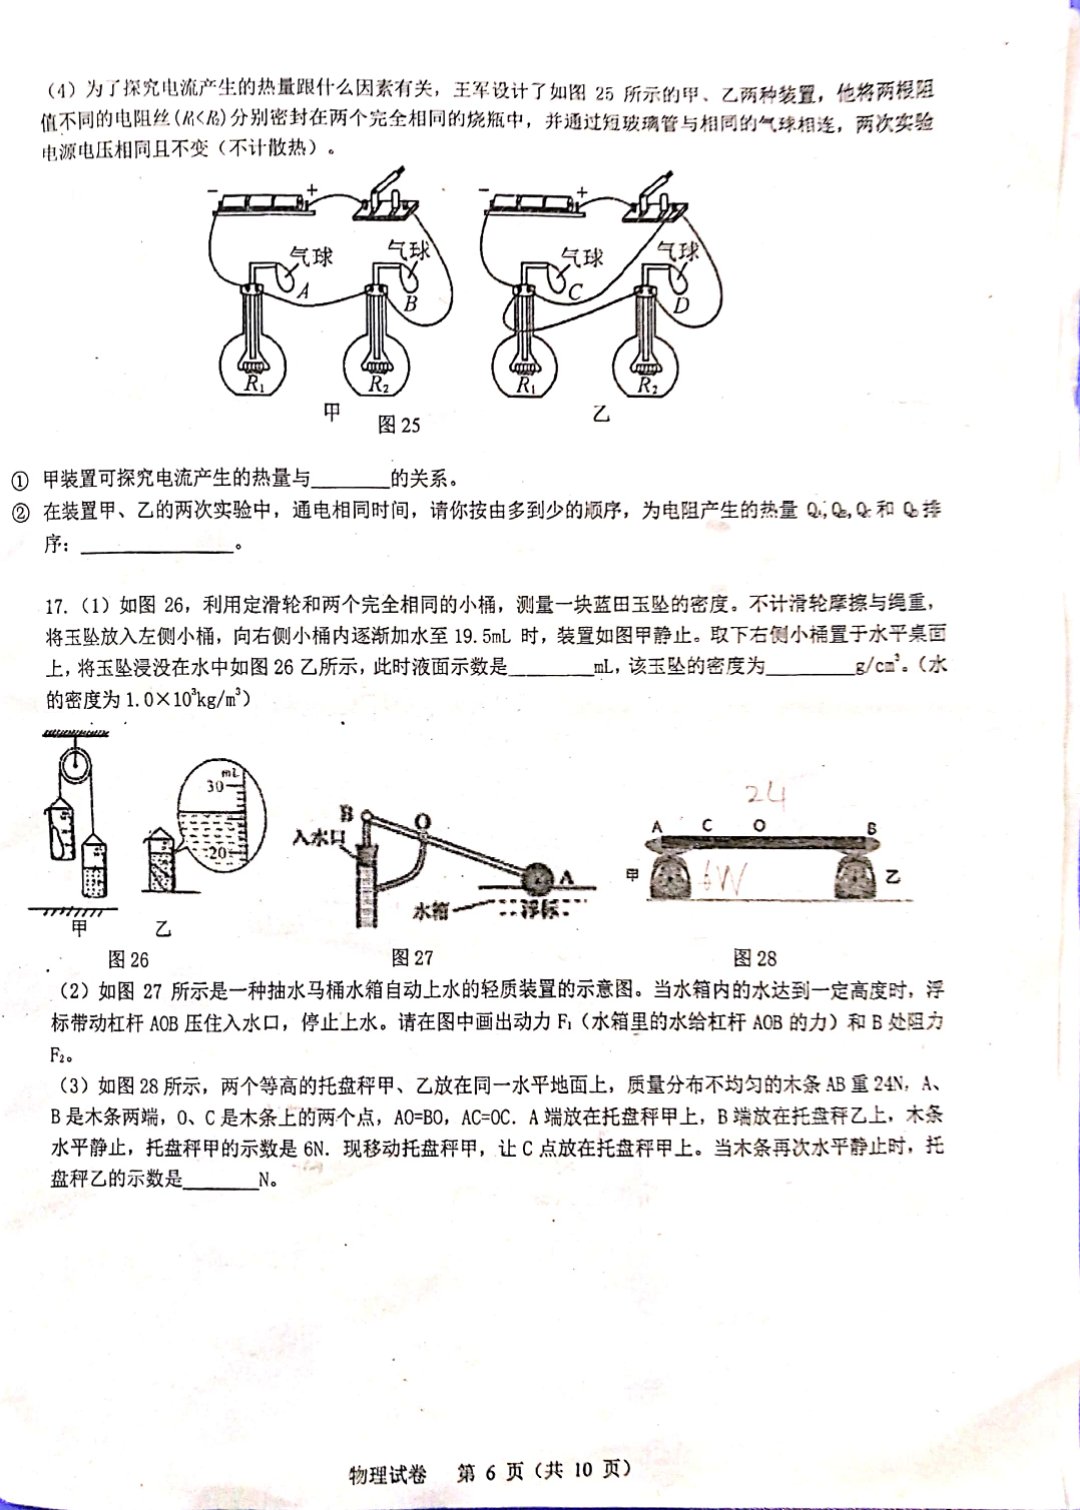 （4）为了探究电流产生的热量跟什么因素有关，王军设计了如图 25 所示的甲、乙两种装置，他将两根阻
值不同的电阻丝(R₁<R₂)分别密封在两个完全相同的烧瓶中，并通过短玻璃管与相同的气球相连，两次实验
电源电压相同且不变（不计散热）。
− + − +
气球 气球 气球 气球
A B C D
R₁ R₂ R₁ R₂
甲 乙
图 25
① 甲装置可探究电流产生的热量与________的关系。
② 在装置甲、乙的两次实验中，通电相同时间，请你按由多到少的顺序，为电阻产生的热量 Qₐ,Q_B,Q_C 和 Q_D 排
序：________________。
17.（1）如图 26，利用定滑轮和两个完全相同的小桶，测量一块蓝田玉坠的密度。不计滑轮摩擦与绳重，
将玉坠放入左侧小桶，向右侧小桶内逐渐加水至 19.5mL 时，装置如图甲静止。取下右侧小桶置于水平桌面
上，将玉坠浸没在水中如图 26 乙所示，此时液面示数是________mL，该玉坠的密度为________g/cm³。（水
的密度为 1.0×10³kg/m³）
mL
30
20
甲 乙
图 26
B O A
入水口
水箱 浮标
图 27
24
A C O B
甲 6N 乙
图 28
（2）如图 27 所示是一种抽水马桶水箱自动上水的轻质装置的示意图。当水箱内的水达到一定高度时，浮
标带动杠杆 AOB 压住入水口，停止上水。请在图中画出动力 F₁（水箱里的水给杠杆 AOB 的力）和 B 处阻力
F₂。
（3）如图 28 所示，两个等高的托盘秤甲、乙放在同一水平地面上，质量分布不均匀的木条 AB 重 24N，A、
B 是木条两端，O、C 是木条上的两个点，AO=BO，AC=OC．A 端放在托盘秤甲上，B 端放在托盘秤乙上，木条
水平静止，托盘秤甲的示数是 6N．现移动托盘秤甲，让 C 点放在托盘秤甲上。当木条再次水平静止时，托
盘秤乙的示数是________N。
物理试卷 第 6 页（共 10 页）